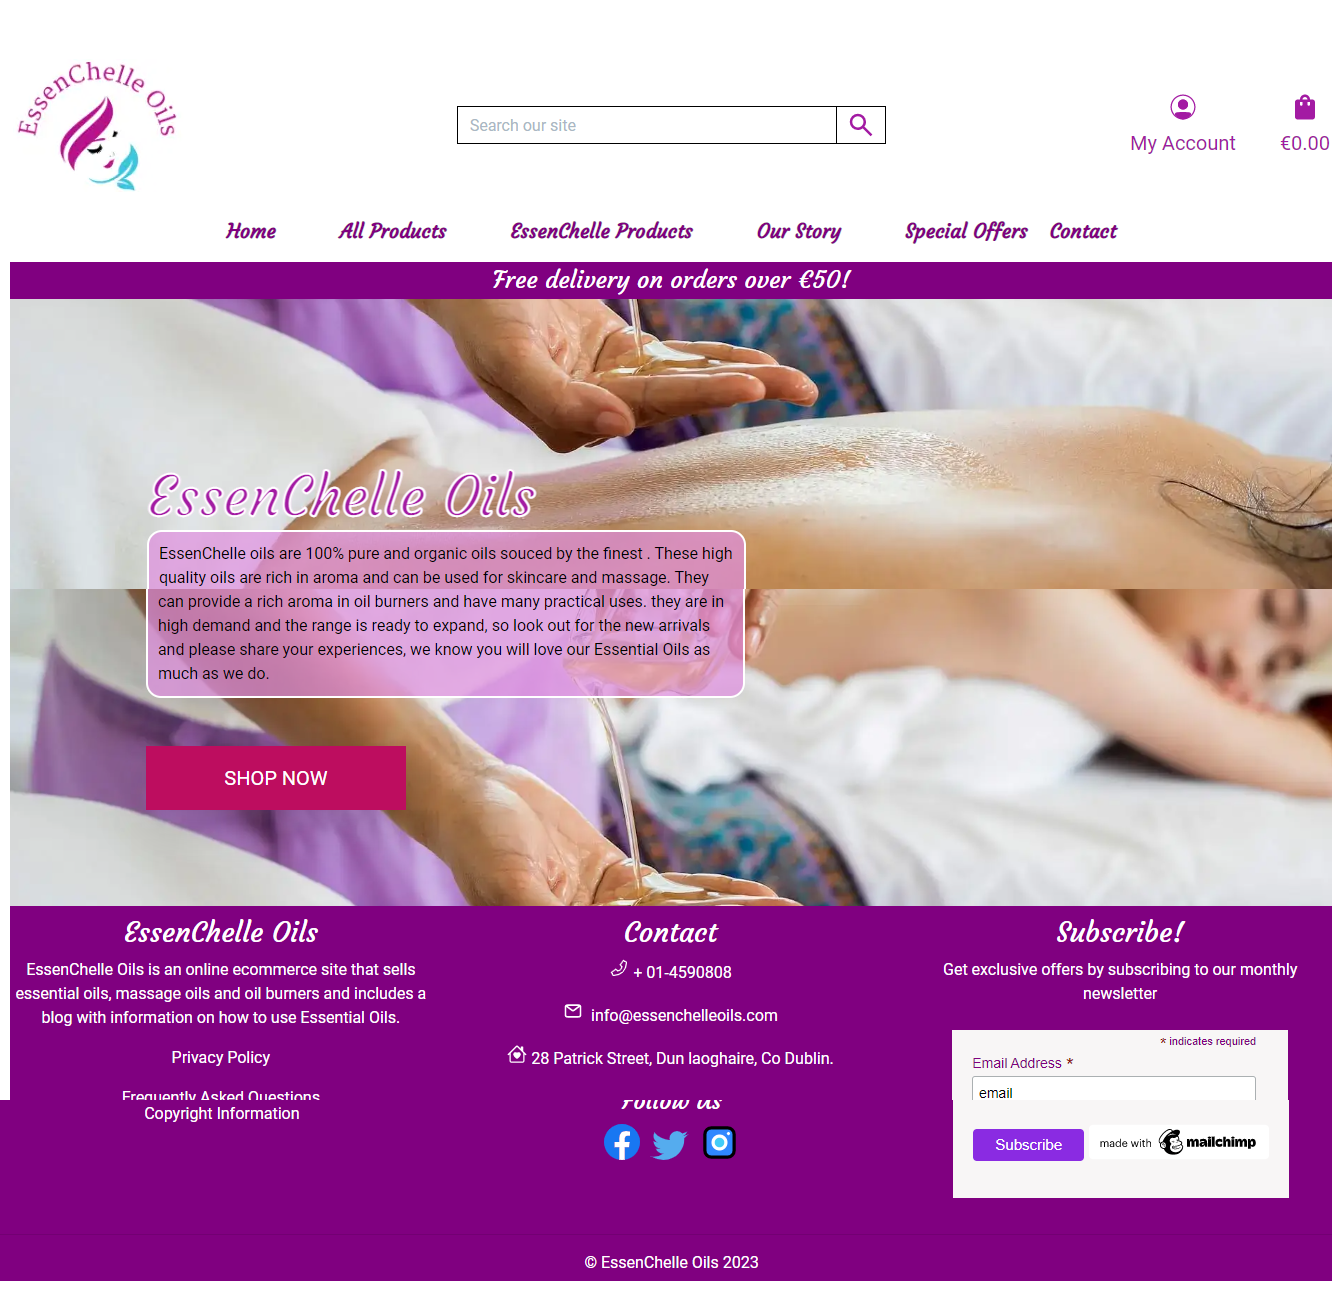 EssenChelle Oils
Search our site
My Account
€0.00
Home All Products EssenChelle Products Our Story Special Offers Contact
Free delivery on orders over €50!
EssenChelle Oils
EssenChelle oils are 100% pure and organic oils souced by the finest . These high
quality oils are rich in aroma and can be used for skincare and massage. They
can provide a rich aroma in oil burners and have many practical uses. they are in
high demand and the range is ready to expand, so look out for the new arrivals
and please share your experiences, we know you will love our Essential Oils as
much as we do.
SHOP NOW
EssenChelle Oils
EssenChelle Oils is an online ecommerce site that sells
essential oils, massage oils and oil burners and includes a
blog with information on how to use Essential Oils.
Privacy Policy
Frequently Asked Questions
Copyright Information
Contact
+ 01-4590808
info@essenchelleoils.com
28 Patrick Street, Dun laoghaire, Co Dublin.
Follow us
Subscribe!
Get exclusive offers by subscribing to our monthly
newsletter
* indicates required
Email Address *
email
Subscribe
made with mailchimp
© EssenChelle Oils 2023